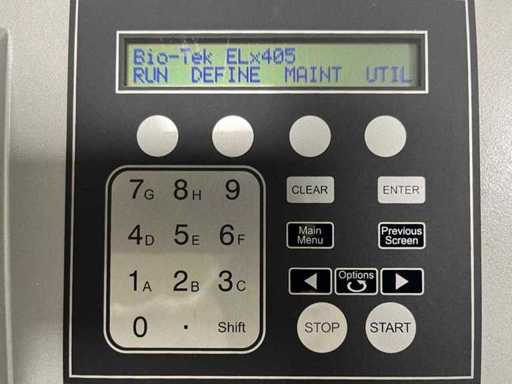 Bio-Tek ELx405
RUN DEFINE MAINT UTIL
7G 8H 9
CLEAR ENTER
4D 5E 6F
Main Menu
Previous Screen
1A 2B 3C
Options
0 . Shift
STOP START